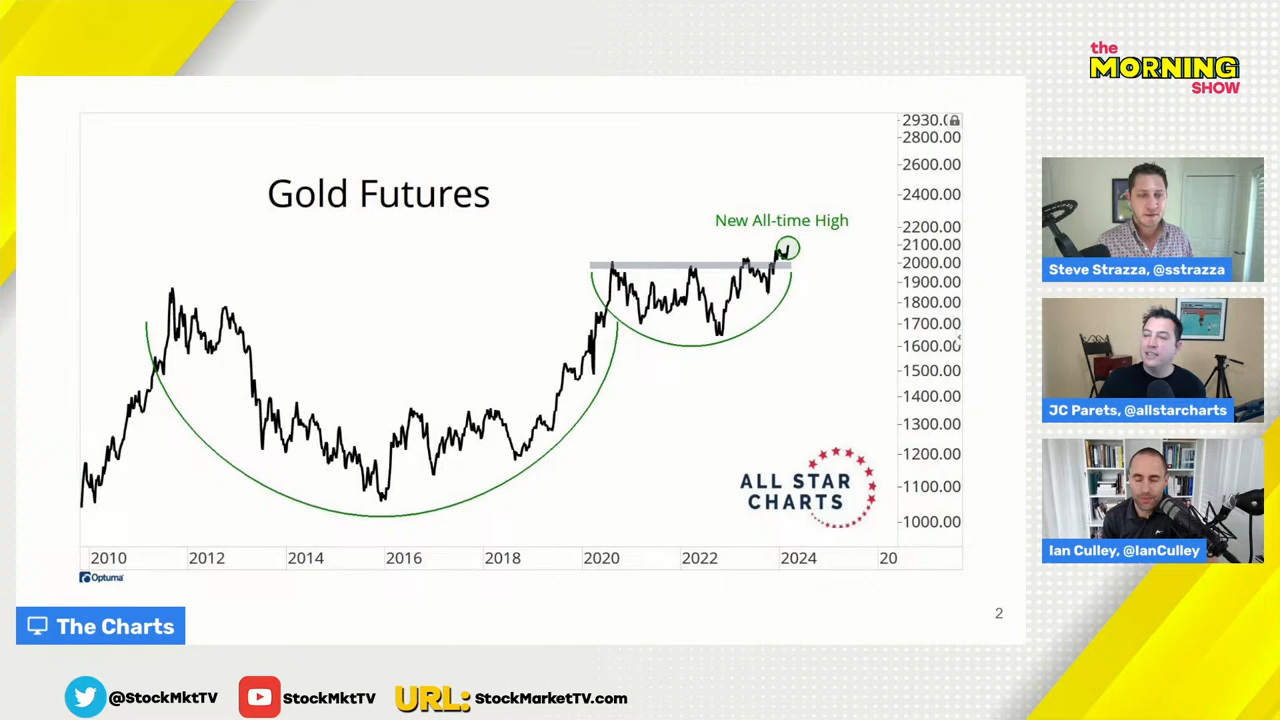 the
MORNING
SHOW
Gold Futures
New All-time High
2930.0
2800.00
2600.00
2400.00
2200.00
2100.00
2000.00
1900.00
1800.00
1700.00
1600.00
1500.00
1400.00
1300.00
1200.00
1100.00
1000.00
ALL STAR
CHARTS
2010 2012 2014 2016 2018 2020 2022 2024 20
Optuma
2
Steve Strazza, @sstrazza
JC Parets, @allstarcharts
Ian Culley, @IanCulley
The Charts
@StockMktTV StockMktTV URL: StockMarketTV.com